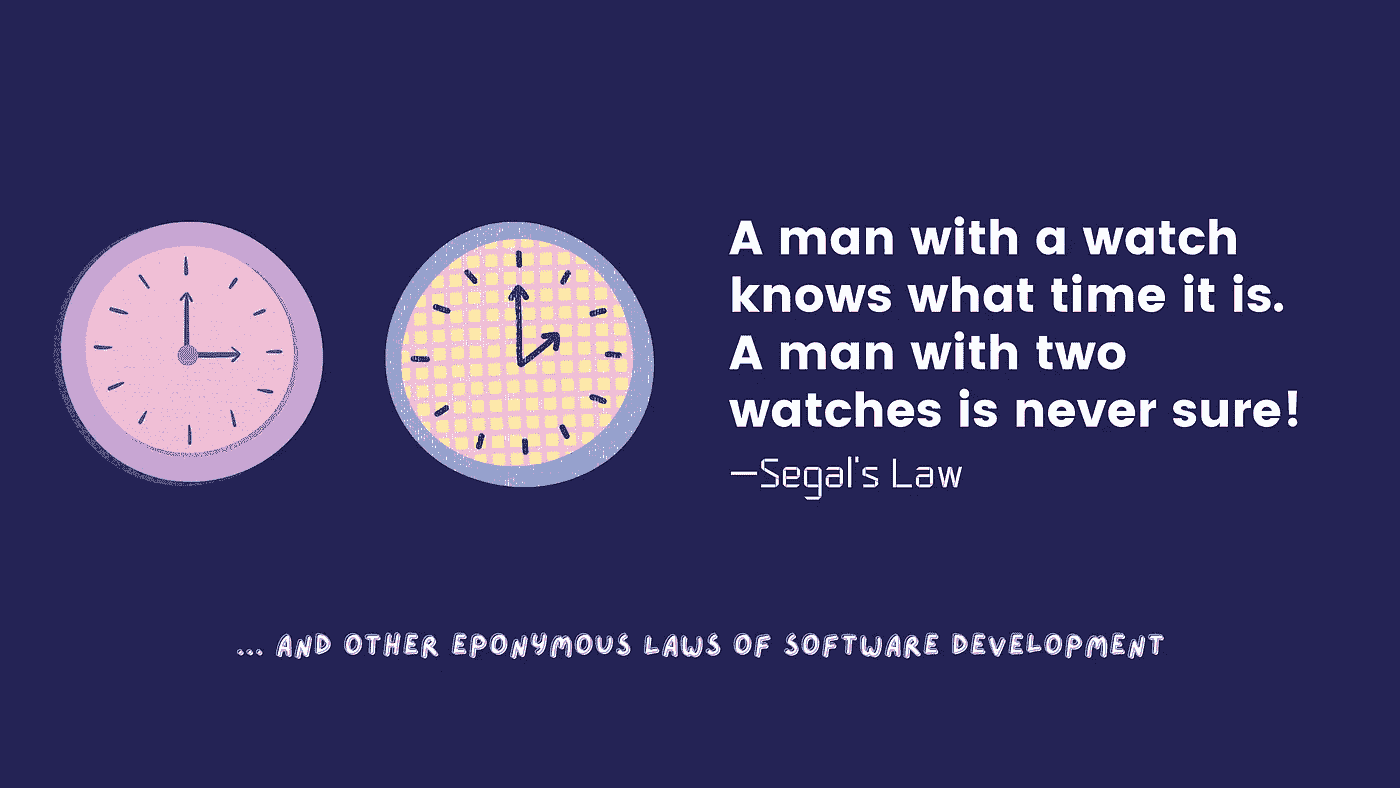 A man with a watch
knows what time it is.
A man with two
watches is never sure!
—Segal's Law
... AND OTHER EPONYMOUS LAWS OF SOFTWARE DEVELOPMENT